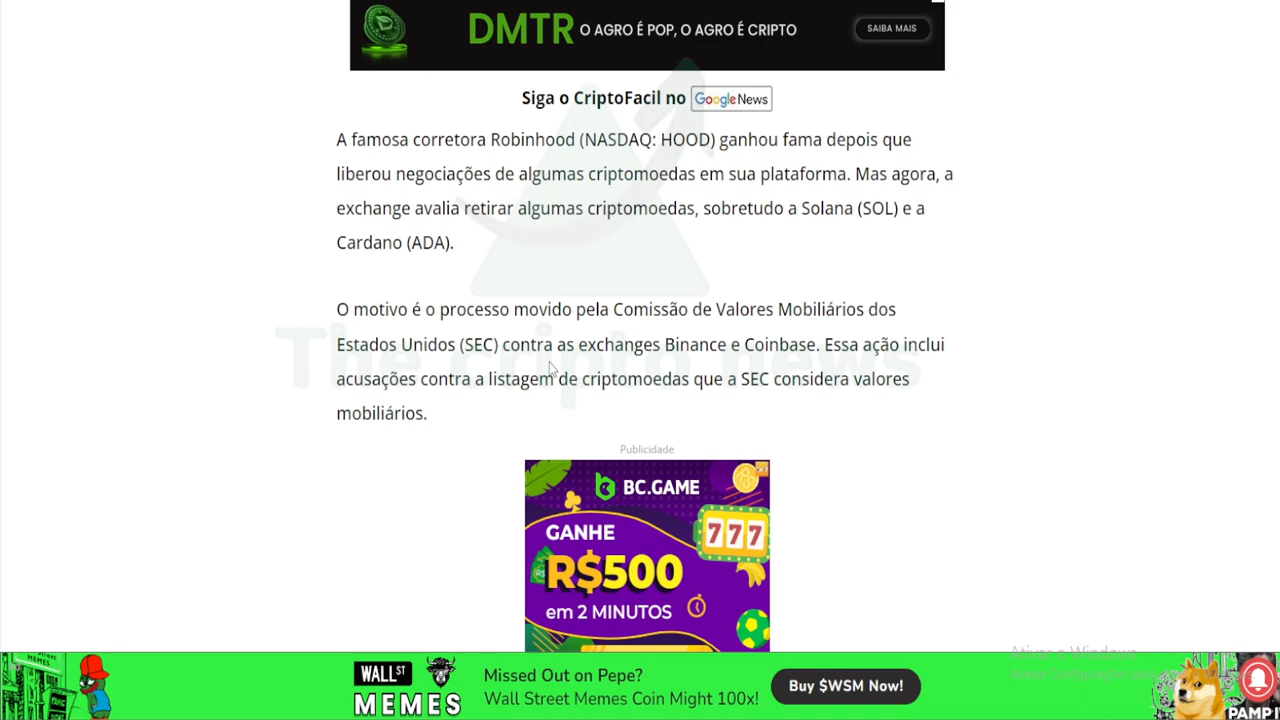 DMTR O AGRO É POP, O AGRO É CRIPTO SAIBA MAIS
Siga o CriptoFacil no Google News
A famosa corretora Robinhood (NASDAQ: HOOD) ganhou fama depois que
liberou negociações de algumas criptomoedas em sua plataforma. Mas agora, a
exchange avalia retirar algumas criptomoedas, sobretudo a Solana (SOL) e a
Cardano (ADA).
O motivo é o processo movido pela Comissão de Valores Mobiliários dos
Estados Unidos (SEC) contra as exchanges Binance e Coinbase. Essa ação inclui
The crypto news
acusações contra a listagem de criptomoedas que a SEC considera valores
mobiliários.
Publicidade
BC.GAME
GANHE
777
R$500
em 2 MINUTOS
Ativar o Windows
WALL ST
MEMES
Missed Out on Pepe?
Wall Street Memes Coin Might 100x!
Buy $WSM Now!